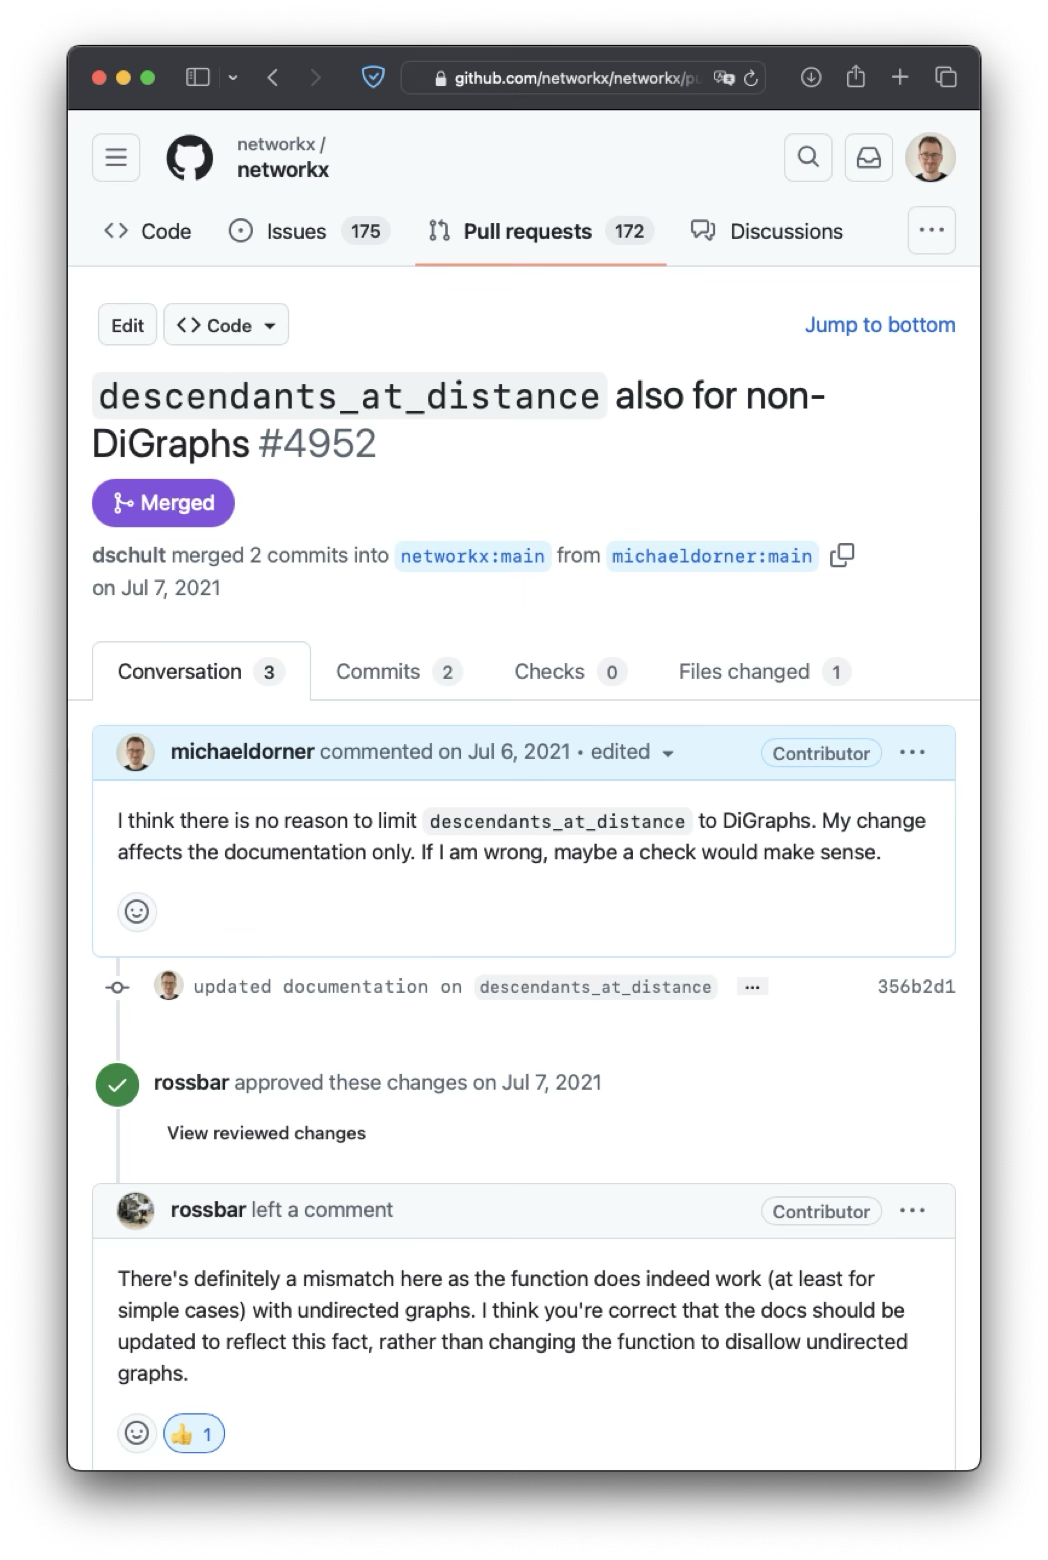 github.com/networkx/networkx/
networkx /
networkx
Code Issues 175 Pull requests 172 Discussions ...
Edit <> Code Jump to bottom
descendants_at_distance also for non-
DiGraphs #4952
Merged
dschult merged 2 commits into networkx:main from michaeldorner:main
on Jul 7, 2021
Conversation 3 Commits 2 Checks 0 Files changed 1
michaeldorner commented on Jul 6, 2021 • edited Contributor ...
I think there is no reason to limit descendants_at_distance to DiGraphs. My change
affects the documentation only. If I am wrong, maybe a check would make sense.
updated documentation on descendants_at_distance ... 356b2d1
rossbar approved these changes on Jul 7, 2021
View reviewed changes
rossbar left a comment Contributor ...
There's definitely a mismatch here as the function does indeed work (at least for
simple cases) with undirected graphs. I think you're correct that the docs should be
updated to reflect this fact, rather than changing the function to disallow undirected
graphs.
👍 1